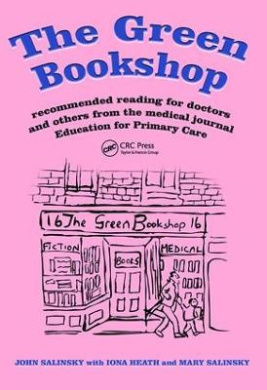 The Green
Bookshop
recommended reading for doctors
and others from the medical journal
Education for Primary Care
CRC Press
Taylor & Francis Group
16 The Green Bookshop 16
FICTION
BOOKS
MEDICAL
JOHN SALINSKY with IONA HEATH and MARY SALINSKY